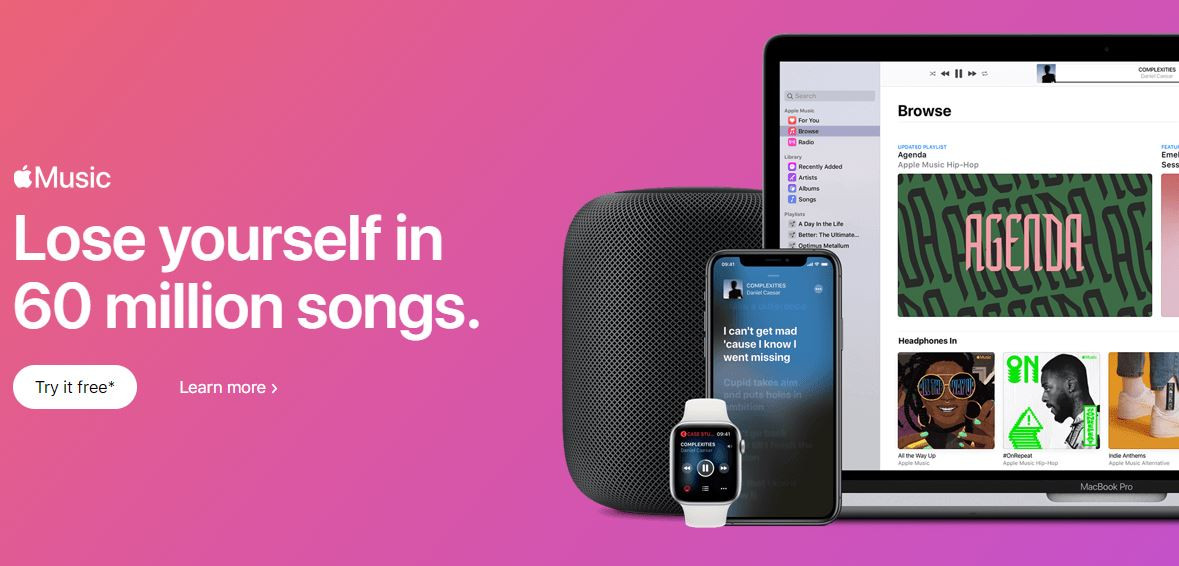 Music
Lose yourself in
60 million songs.
Try it free*
Learn more ›
COMPLEXITIES
Daniel Caesar
Search
Apple Music
For You
Browse
Radio
Library
Recently Added
Artists
Albums
Songs
Playlists
A Day In the Life
Better: The Ultimate...
Optimus Metallum
Browse
UPDATED PLAYLIST
Agenda
Apple Music Hip-Hop
AGENDA
Headphones In
ON
All the Way Up
Apple Music
#OnRepeat
Apple Music Hip-Hop
Indie Anthems
Apple Music Alternative
MacBook Pro
09:41
COMPLEXITIES
Daniel Caesar
I can't get mad
'cause I know I
went missing
Cupid takes aim
and puts holes in
ambition
CASE STU...
09:41
COMPLEXITIES
Daniel Caesar